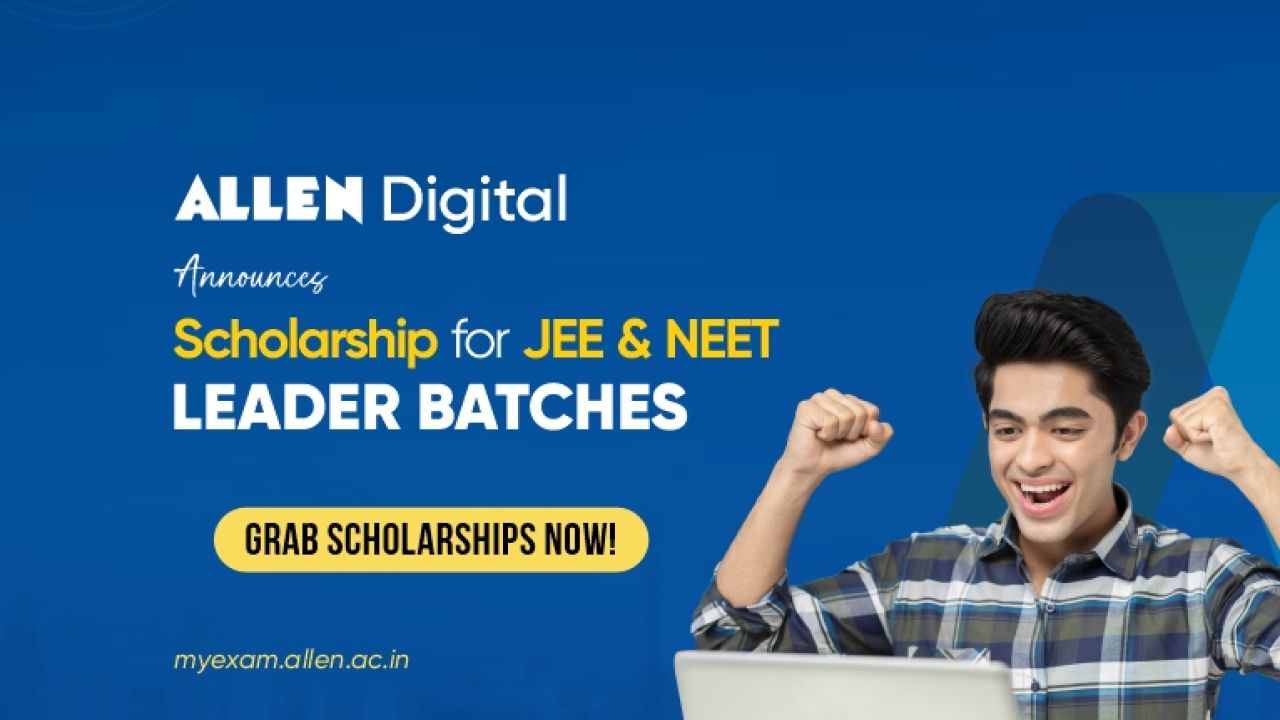 ALLEN Digital
Announces
Scholarship for JEE & NEET
LEADER BATCHES
GRAB SCHOLARSHIPS NOW!
myexam.allen.ac.in